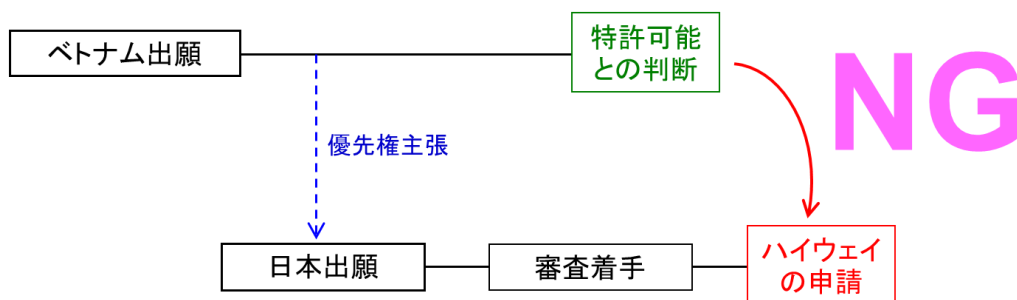 ベトナム出願
特許可能
との判断
NG
優先権主張
日本出願
審査着手
ハイウェイ
の申請